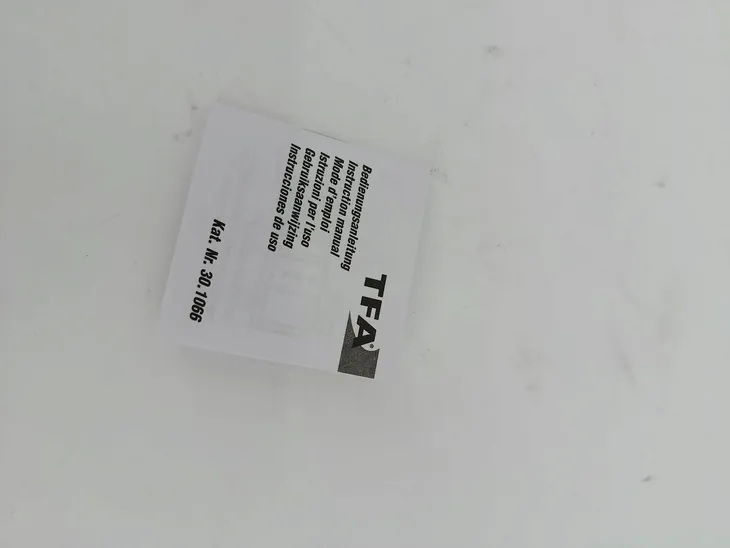 TFA®
Bedienungsanleitung
Instruction manual
Mode d'emploi
Istruzioni per l'uso
Gebruiksaanwijzing
Instrucciones de uso
Kat. Nr. 30.1066